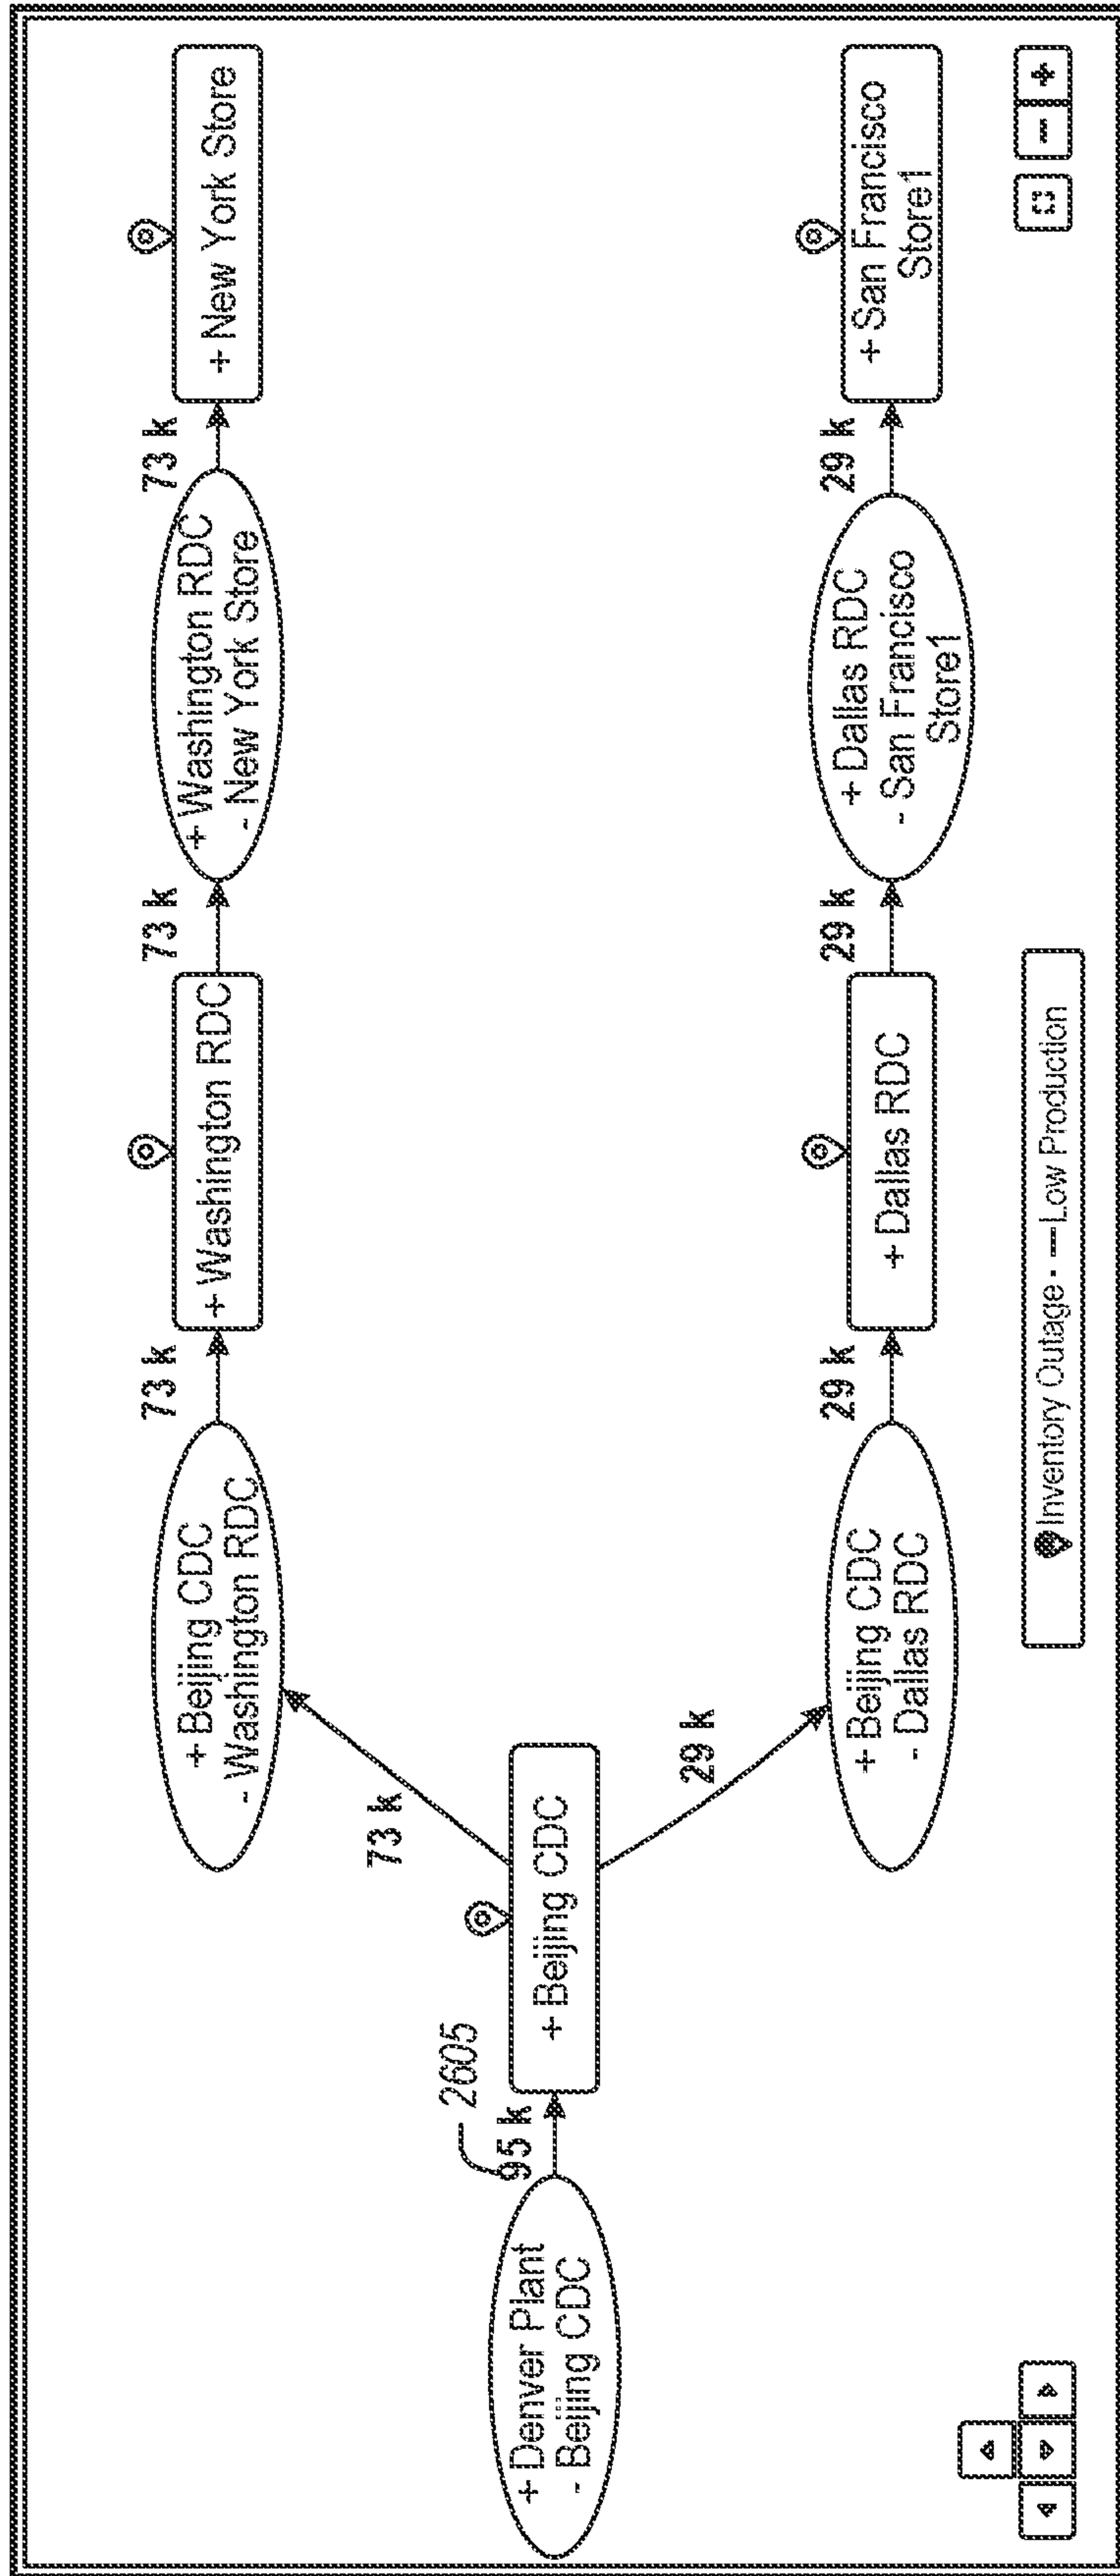 + Denver Plant
- Beijing CDC
95 k
2605
+ Beijing CDC
73 k
29 k
+ Beijing CDC
- Washington RDC
73 k
+ Washington RDC
73 k
+ Washington RDC
- New York Store
73 k
+ New York Store
+ Beijing CDC
- Dallas RDC
29 k
+ Dallas RDC
29 k
+ Dallas RDC
- San Francisco
Store1
29 k
+ San Francisco
Store1
Inventory Outage - — Low Production
- +